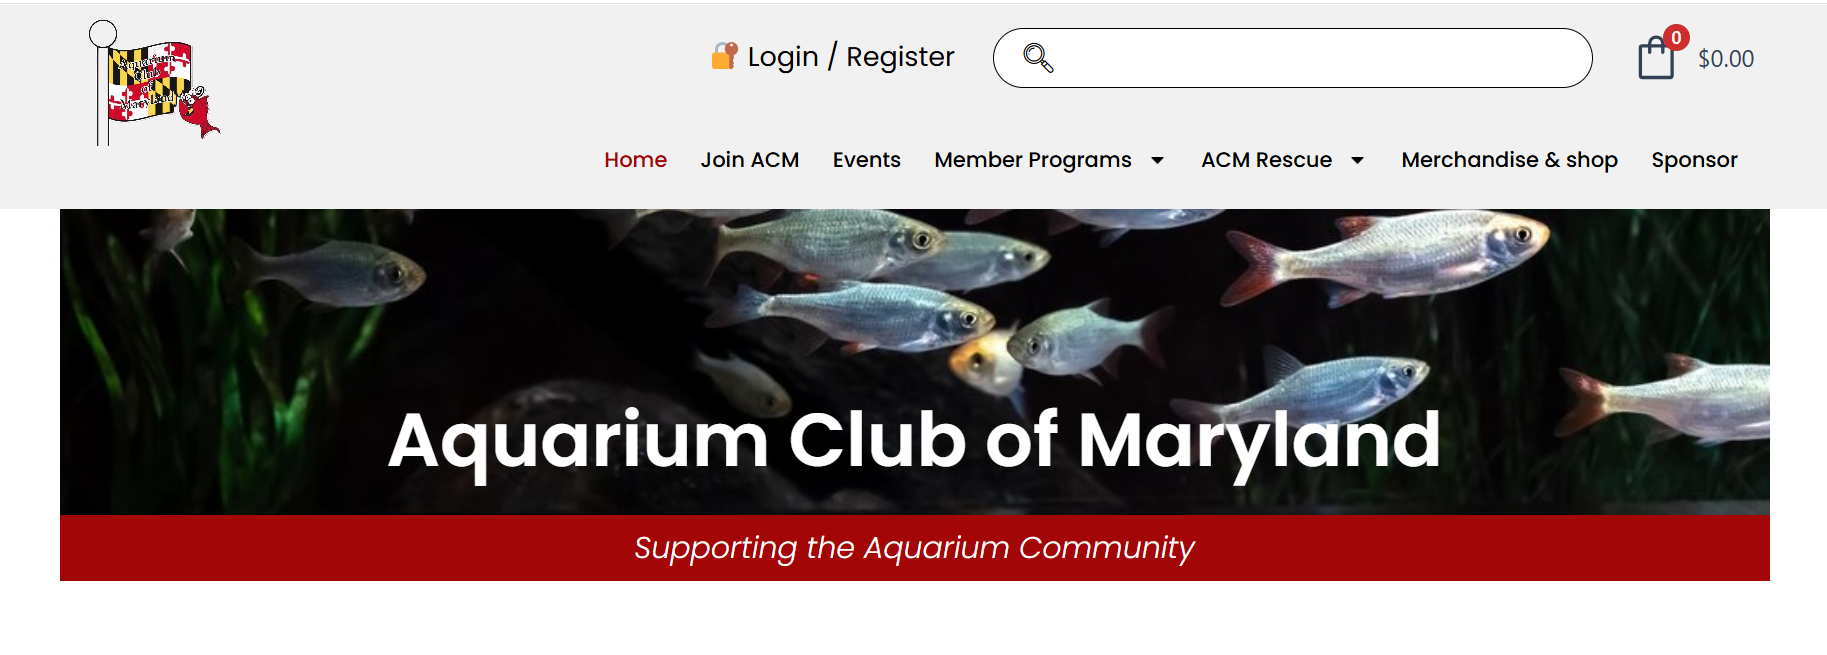 Aquarium
Club
of
Maryland
Login / Register
0
$0.00
Home Join ACM Events Member Programs ACM Rescue Merchandise & shop Sponsor
Aquarium Club of Maryland
Supporting the Aquarium Community